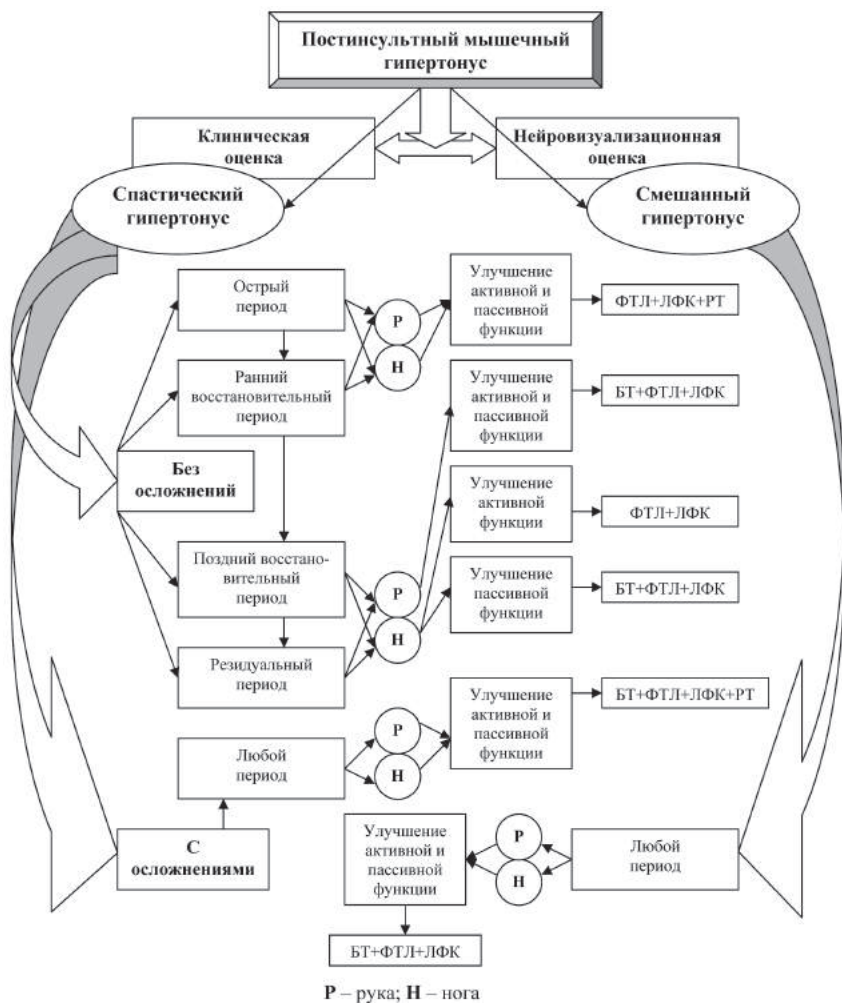 Постинсультный мышечный
гипертонус
Клиническая
оценка
Нейровизуализационная
оценка
Спастический
гипертонус
Смешанный
гипертонус
Острый
период
Р
Н
Улучшение
активной и
пассивной
функции
ФТЛ+ЛФК+РТ
Ранний
восстановительный
период
Улучшение
активной и
пассивной
функции
БТ+ФТЛ+ЛФК
Без
осложнений
Улучшение
активной
функции
ФТЛ+ЛФК
Поздний восстано-
вительный
период
Р
Н
Улучшение
пассивной
функции
БТ+ФТЛ+ЛФК
Резидуальный
период
Улучшение
активной и
пассивной
функции
БТ+ФТЛ+ЛФК+РТ
Любой
период
Р
Н
С
осложнениями
Улучшение
активной и
пассивной
функции
Р
Н
Любой
период
БТ+ФТЛ+ЛФК
Р – рука; Н – нога